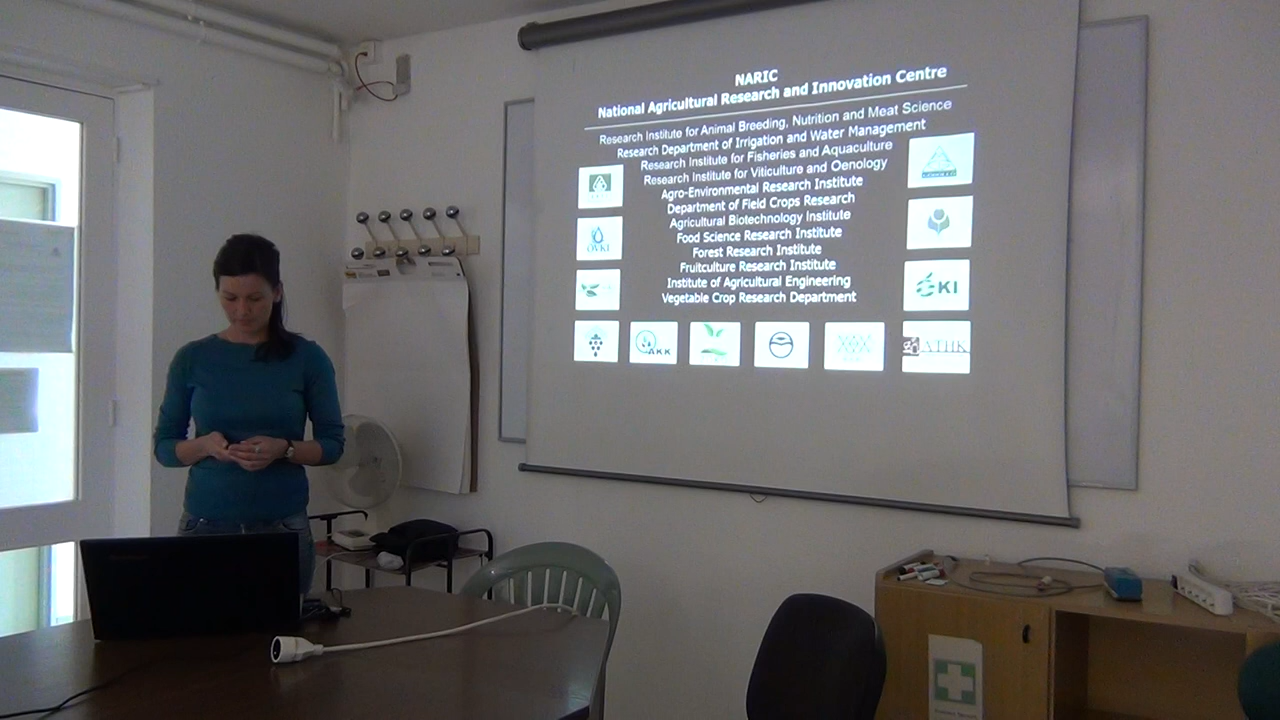 NARIC
National Agricultural Research and Innovation Centre
Research Institute for Animal Breeding, Nutrition and Meat Science
Research Department of Irrigation and Water Management
Research Institute for Fisheries and Aquaculture
Research Institute for Viticulture and Oenology
Agro-Environmental Research Institute
Department of Field Crops Research
Agricultural Biotechnology Institute
Food Science Research Institute
Forest Research Institute
Fruitculture Research Institute
Institute of Agricultural Engineering
Vegetable Crop Research Department
ÖVKI
KI
AKK